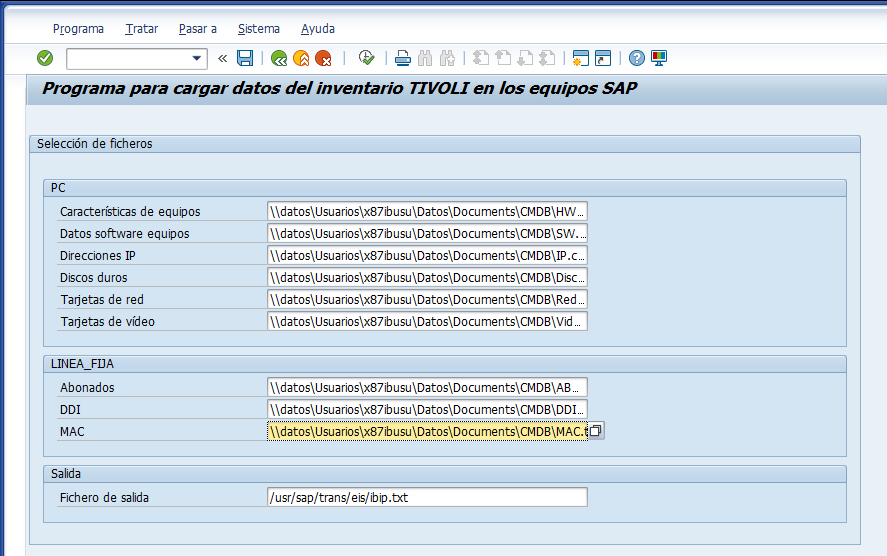 Programa Tratar Pasar a Sistema Ayuda
Programa para cargar datos del inventario TIVOLI en los equipos SAP
Selección de ficheros
PC
Características de equipos \\datos\Usuarios\x87ibusu\Datos\Documents\CMDB\HW...
Datos software equipos \\datos\Usuarios\x87ibusu\Datos\Documents\CMDB\SW...
Direcciones IP \\datos\Usuarios\x87ibusu\Datos\Documents\CMDB\IP.c...
Discos duros \\datos\Usuarios\x87ibusu\Datos\Documents\CMDB\Disc...
Tarjetas de red \\datos\Usuarios\x87ibusu\Datos\Documents\CMDB\Red...
Tarjetas de vídeo \\datos\Usuarios\x87ibusu\Datos\Documents\CMDB\Vid...
LINEA_FIJA
Abonados \\datos\Usuarios\x87ibusu\Datos\Documents\CMDB\AB...
DDI \\datos\Usuarios\x87ibusu\Datos\Documents\CMDB\DDI...
MAC \\datos\Usuarios\x87ibusu\Datos\Documents\CMDB\MAC.t
Salida
Fichero de salida /usr/sap/trans/eis/ibip.txt